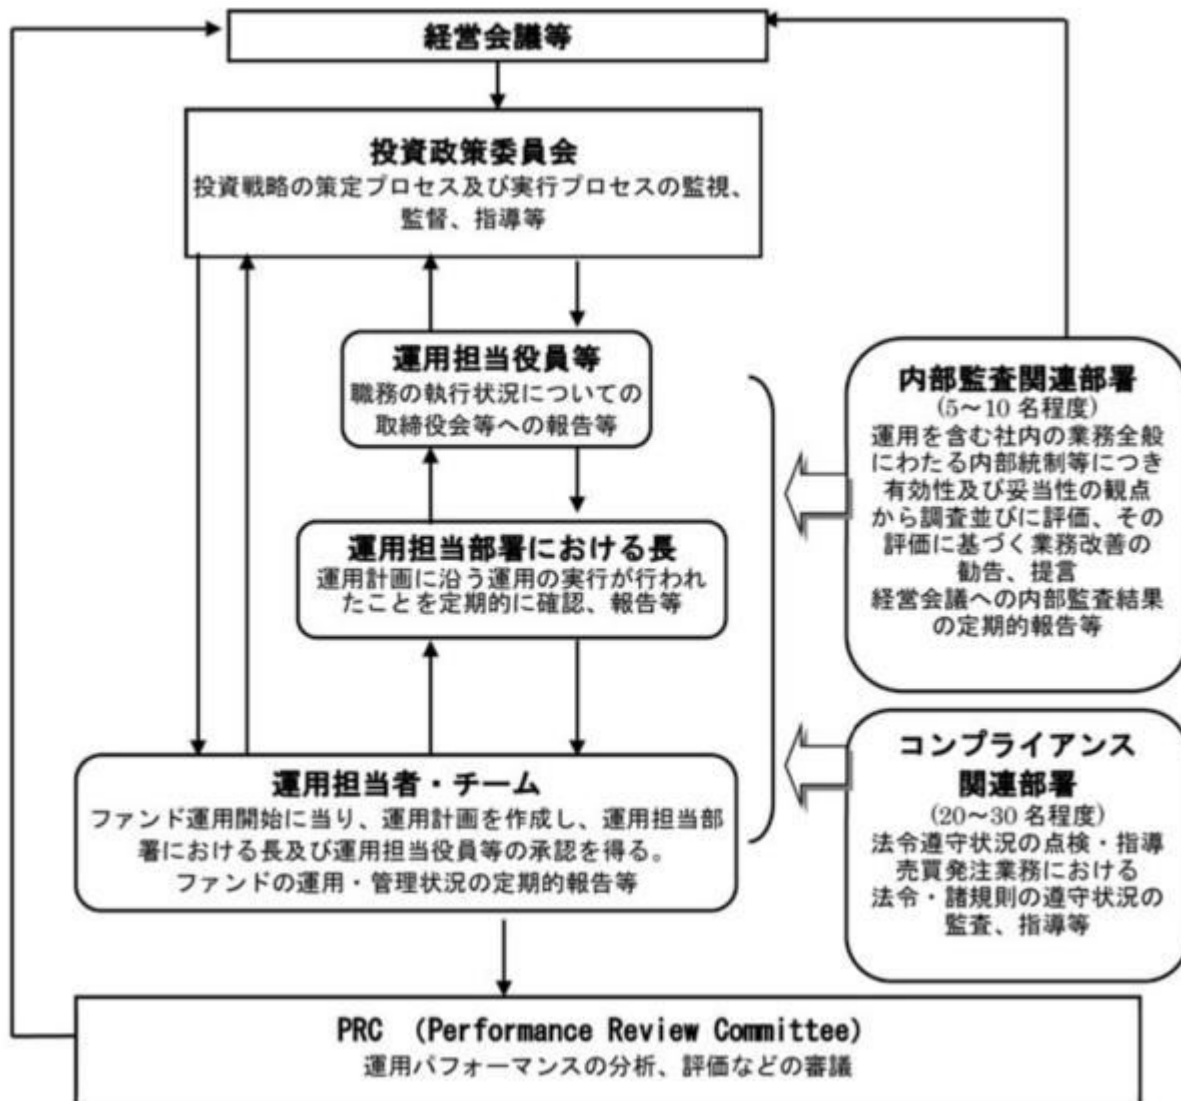 経営会議等
投資政策委員会
投資戦略の策定プロセス及び実行プロセスの監視、
監督、指導等
運用担当役員等
職務の執行状況についての
取締役会等への報告等
運用担当部署における長
運用計画に沿う運用の実行が行われ
たことを定期的に確認、報告等
運用担当者・チーム
ファンド運用開始に当り、運用計画を作成し、運用担当部
署における長及び運用担当役員等の承認を得る。
ファンドの運用・管理状況の定期的報告等
内部監査関連部署
(5～10 名程度)
運用を含む社内の業務全般
にわたる内部統制等につき
有効性及び妥当性の観点
から調査並びに評価、その
評価に基づく業務改善の
勧告、提言
経営会議への内部監査結果
の定期的報告等
コンプライアンス
関連部署
(20～30 名程度)
法令遵守状況の点検・指導
売買発注業務における
法令・諸規則の遵守状況の
監査、指導等
PRC （Performance Review Committee）
運用パフォーマンスの分析、評価などの審議